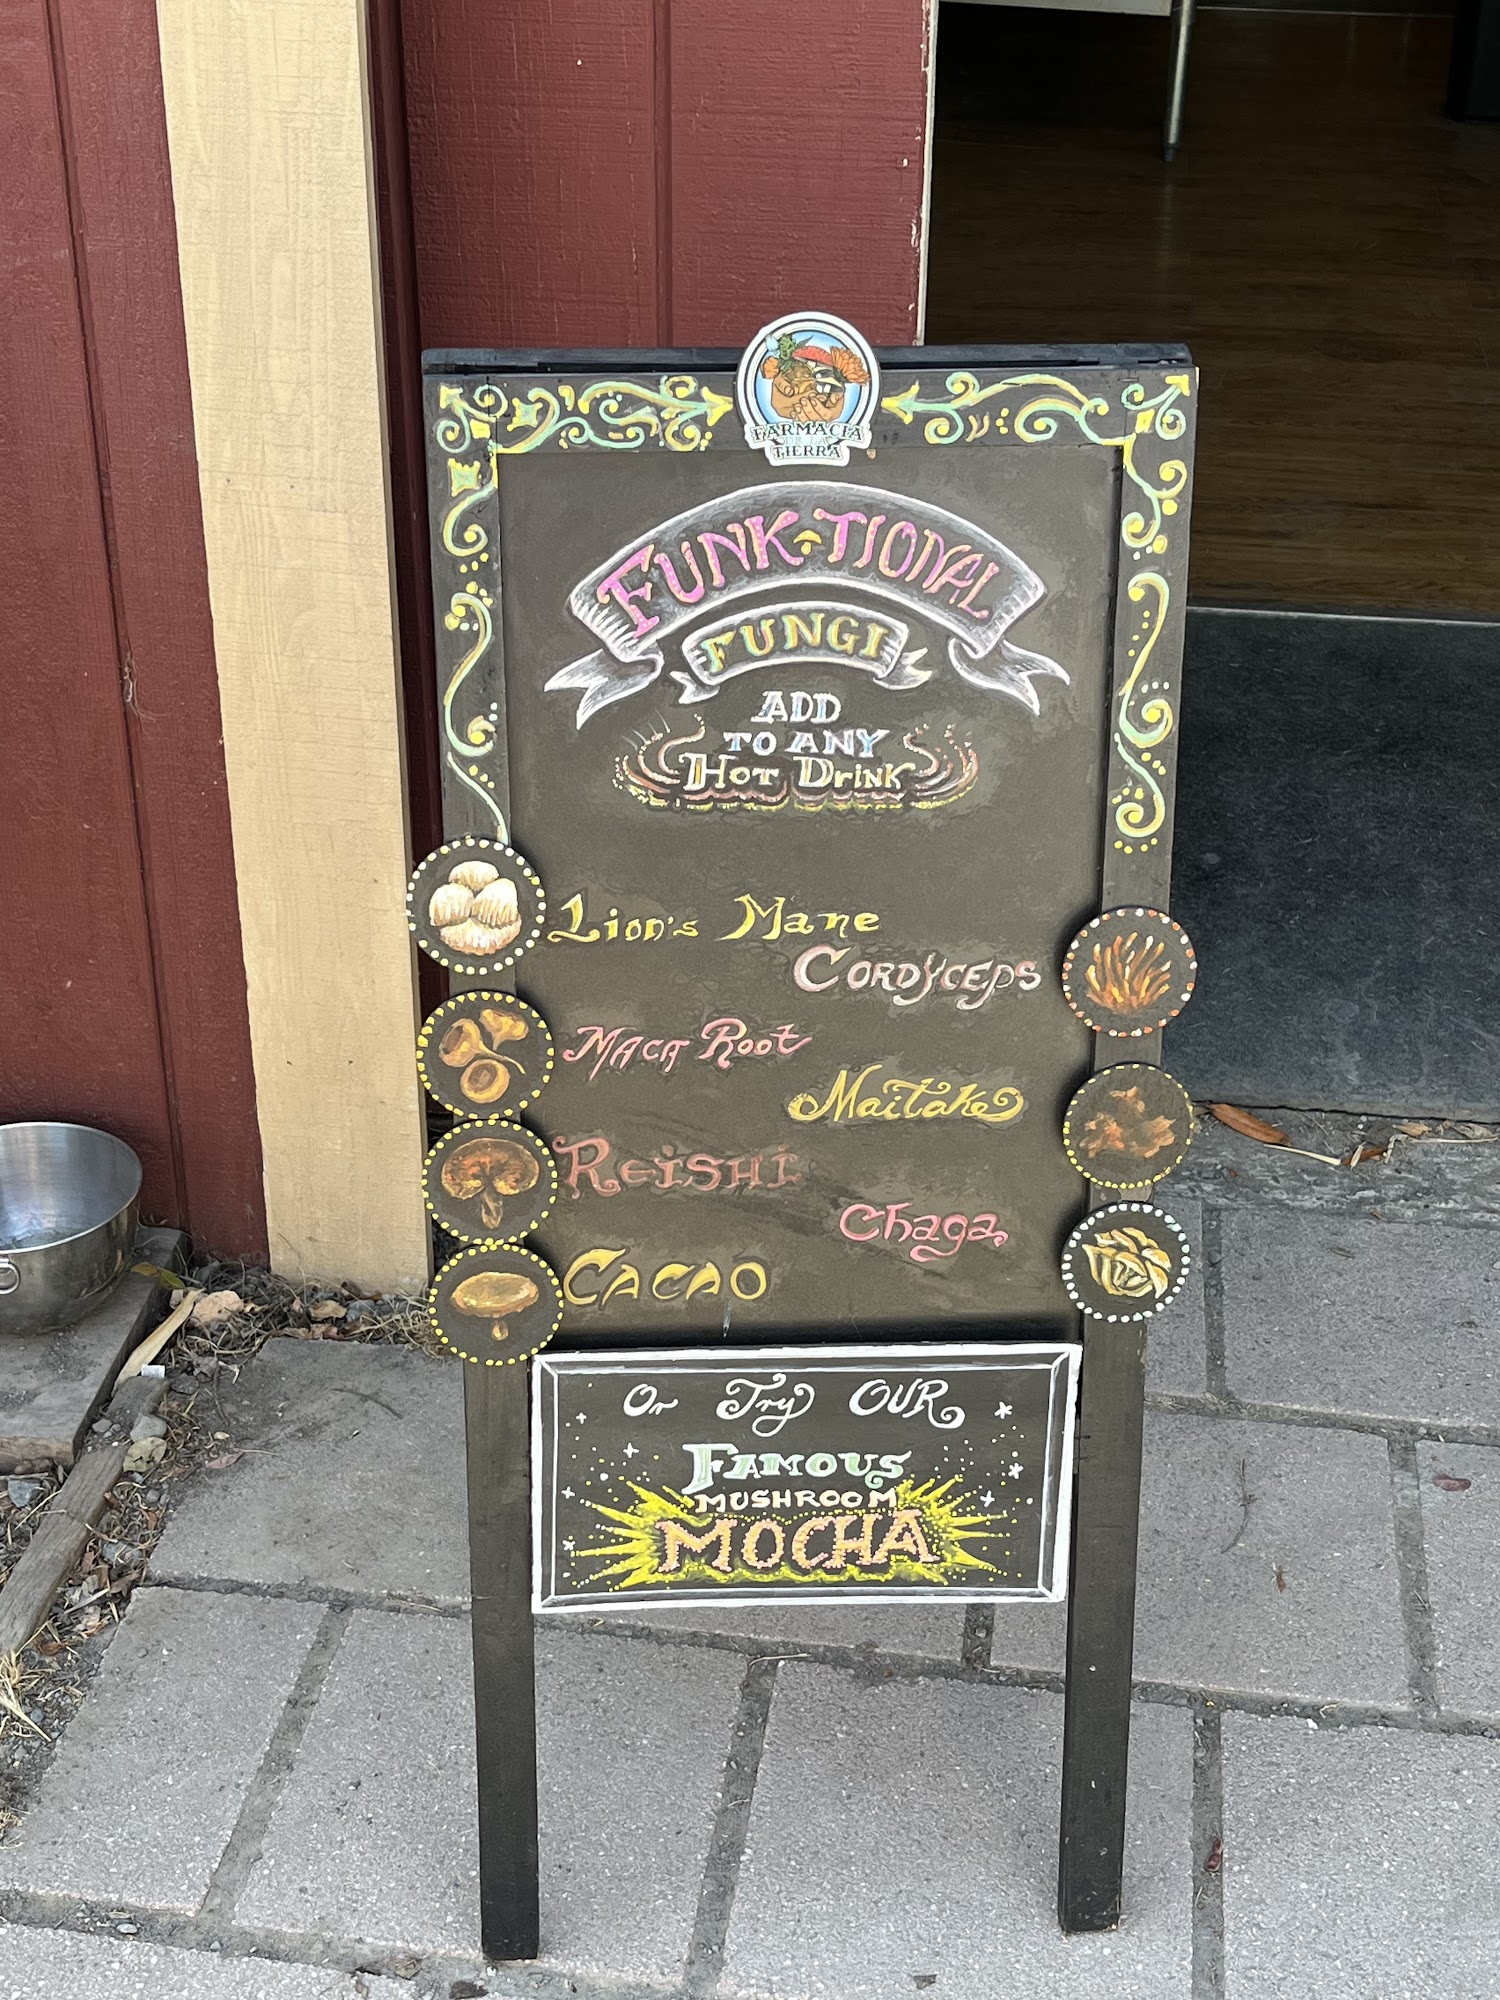 FARMACIA
DE LA
TIERRA
FUNK-TIONAL
FUNGI
ADD
TO ANY
HOT DRINK
Lion's Mane
CORDYCEPS
MACA ROOT
Maitake
REISHI
Chaga
CACAO
Or Try OUR
FAMOUS
MUSHROOM
MOCHA